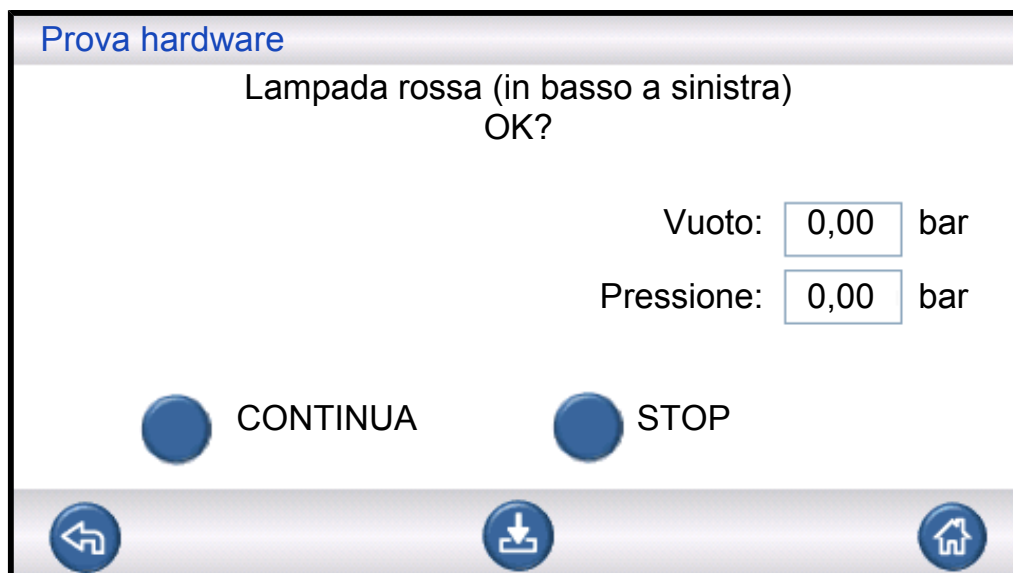 Prova hardware
Lampada rossa (in basso a sinistra)
OK?
Vuoto: 0,00 bar
Pressione: 0,00 bar
CONTINUA STOP